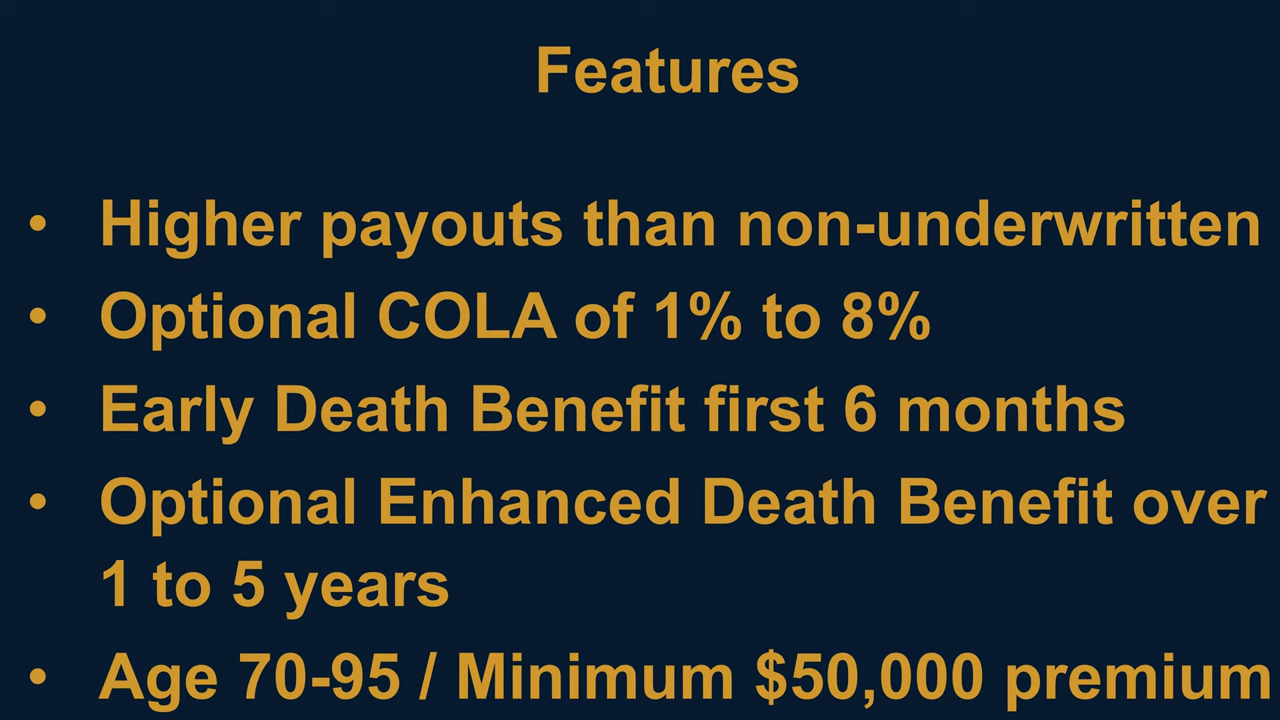 Features
• Higher payouts than non-underwritten
• Optional COLA of 1% to 8%
• Early Death Benefit first 6 months
• Optional Enhanced Death Benefit over
1 to 5 years
• Age 70-95 / Minimum $50,000 premium